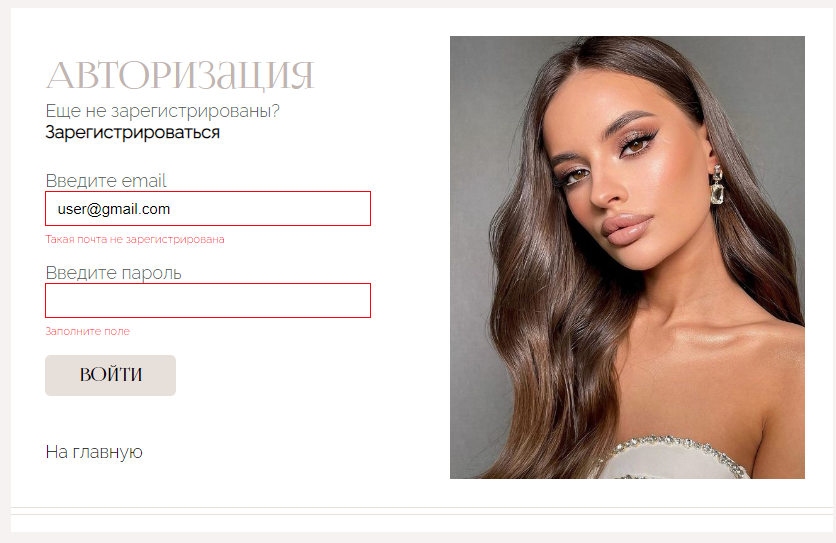 Авторизация
Еще не зарегистрированы?
Зарегистрироваться
Введите email
user@gmail.com
Такая почта не зарегистрирована
Введите пароль
Заполните поле
ВОЙТИ
На главную